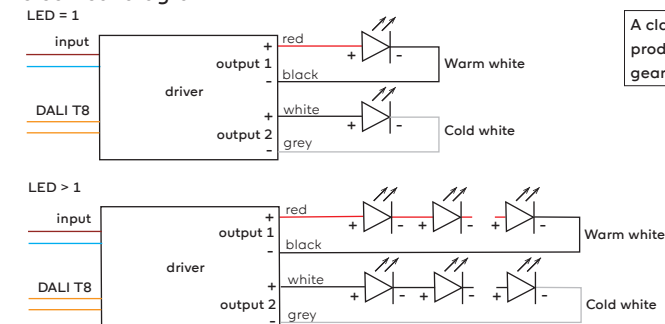 LED = 1
input
DALI T8
driver
+
output 1
-
+
output 2
-
red
black
white
grey
+ -
Warm white
+ -
Cold white
A cla
prod
gear
LED > 1
input
DALI T8
driver
+
output 1
-
+
output 2
-
red
black
white
grey
+ - + - + -
Warm white
+ - + - + -
Cold white